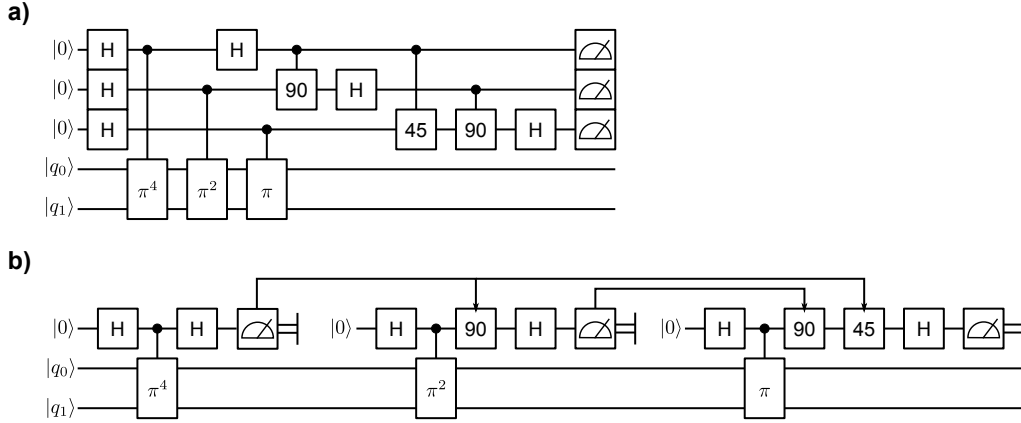 a)
|0⟩ H H
|0⟩ H 90 H
|0⟩ H 45 90 H
|q₀⟩
π⁴ π² π
|q₁⟩
b)
|0⟩ H H |0⟩ H 90 H |0⟩ H 90 45 H
|q₀⟩
π⁴ π² π
|q₁⟩